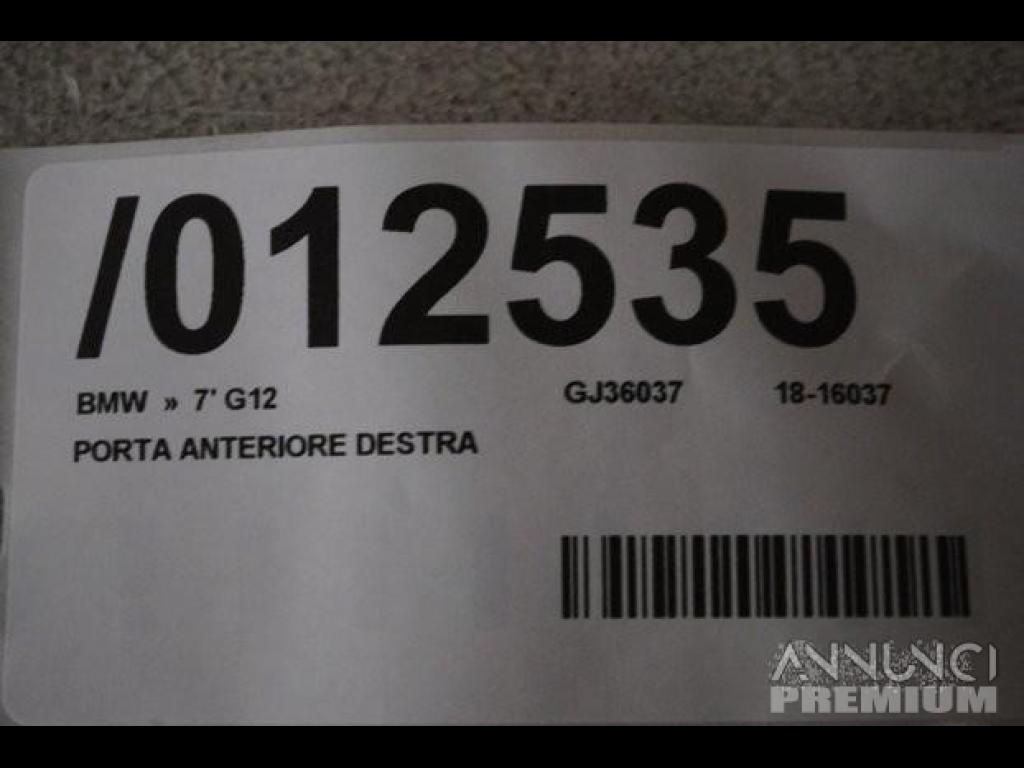 /012535
BMW » 7' G12 GJ36037 18-16037
PORTA ANTERIORE DESTRA
ANNUNCI
PREMIUM